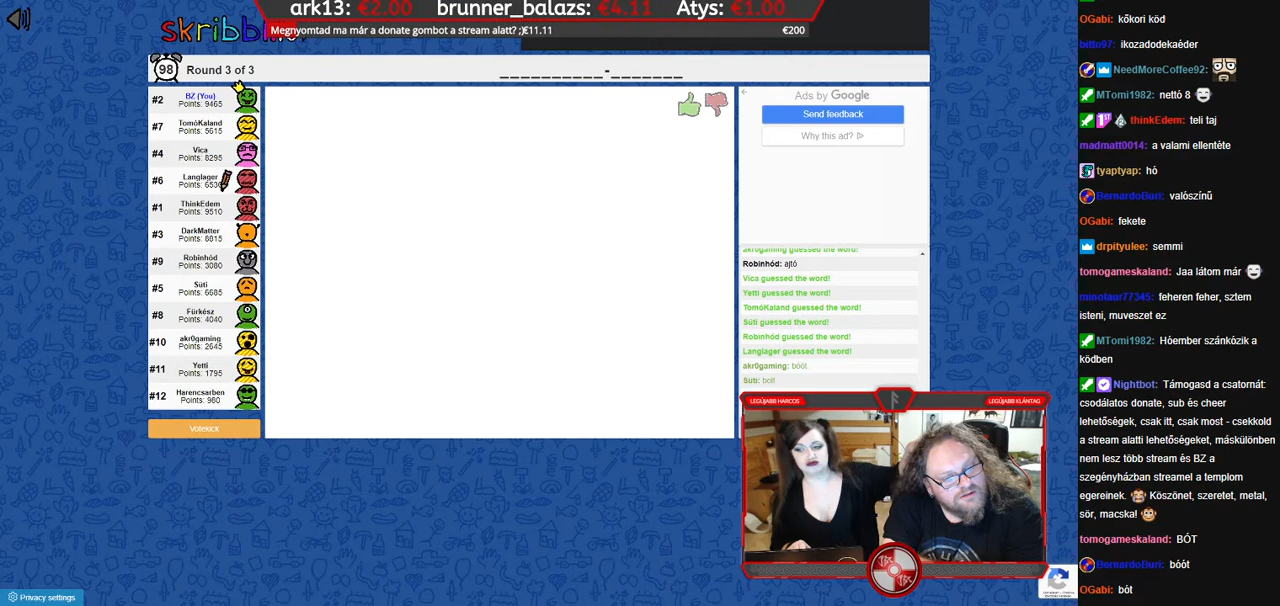 ark13: €2.00 brunner_balazs: €4.11 Atys: €1.00
Megnyomtad ma már a donate gombot a stream alatt? ;)
€11.11
€200
98
Round 3 of 3
__________-_______
#2 BZ (You)
Points: 9465
#7 TomóKaland
Points: 5615
#4 Vica
Points: 8295
#6 Langlager
#1 ThinkEdem
Points: 9510
#3 DarkMatter
Points: 8815
#9 Robinhód
Points: 3080
#5 Süti
Points: 6685
#8 Fürkész
Points: 4040
#10 akr0gaming
Points: 2645
#11 Yetti
Points: 1795
#12 Harencsarben
Points: 960
Votekick
Ads by Google
Send feedback
Why this ad?
akr0gaming guessed the word!
Robinhód: ajtó
Vica guessed the word!
Yetti guessed the word!
TomóKaland guessed the word!
Süti guessed the word!
Robinhód guessed the word!
Langlager guessed the word!
akr0gaming: bóót
Süti: bolt
LEGÚJABB HARCOS
LEGÚJABB KLÁNTAG
OGabi: kőkori köd
bitto97: ikozadodekaéder
NeedMoreCoffee92:
MTomi1982: nettó 8
thinkEdem: teli taj
madmatt0014: a valami ellentéte
tyaptyap: hó
BernardoBuri: valószínű
OGabi: fekete
drpityulee: semmi
tomogameskaland: Jaa látom már
minotaur77345: feheren feher, sztem
isteni, muveszet ez
MTomi1982: Hóember szánkózik a
ködben
Nightbot: Támogasd a csatornát:
csodálatos donate, sub és cheer
lehetőségek, csak itt, csak most - csekkold
a stream alatti lehetőségeket, máskülönben
nem lesz több stream és BZ a
szegényházban streamel a templom
egereinek. Köszönet, szeretet, metal,
sör, macska!
tomogameskaland: BÓT
BernardoBuri: bóót
OGabi: bót
Privacy settings